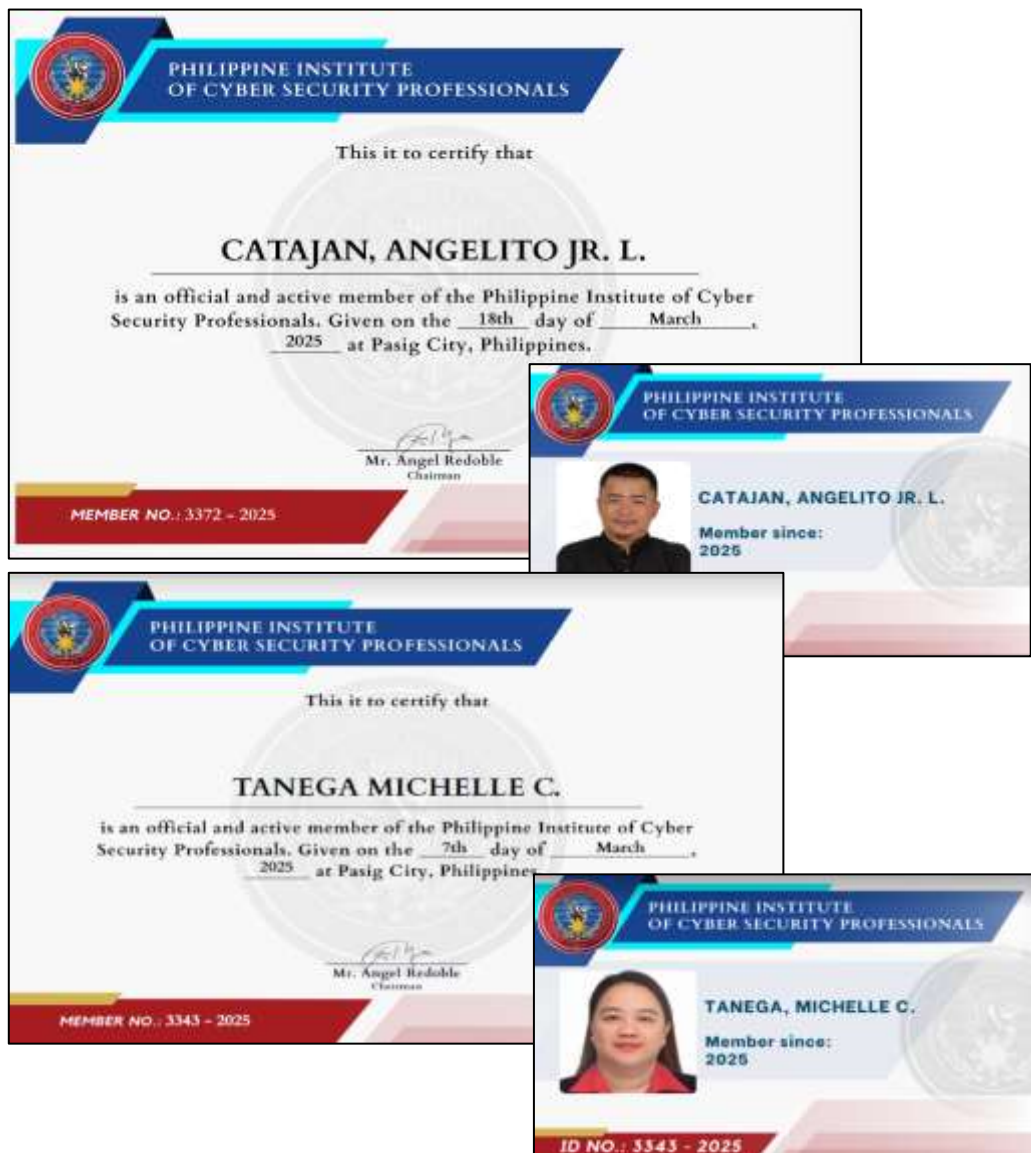 PHILIPPINE INSTITUTE
OF CYBER SECURITY PROFESSIONALS
This it to certify that
CATAJAN, ANGELITO JR. L.
is an official and active member of the Philippine Institute of Cyber
Security Professionals. Given on the 18th day of March,
2025 at Pasig City, Philippines.
Mr. Angel Redoble
Chairman
MEMBER NO.: 3372 – 2025
PHILIPPINE INSTITUTE
OF CYBER SECURITY PROFESSIONALS
CATAJAN, ANGELITO JR. L.
Member since:
2025
PHILIPPINE INSTITUTE
OF CYBER SECURITY PROFESSIONALS
This it to certify that
TANEGA MICHELLE C.
is an official and active member of the Philippine Institute of Cyber
Security Professionals. Given on the 7th day of March,
2025 at Pasig City, Philippines
Mr. Angel Redoble
Chairman
MEMBER NO.: 3343 – 2025
PHILIPPINE INSTITUTE
OF CYBER SECURITY PROFESSIONALS
TANEGA, MICHELLE C.
Member since:
2025
ID NO.: 3343 - 2025